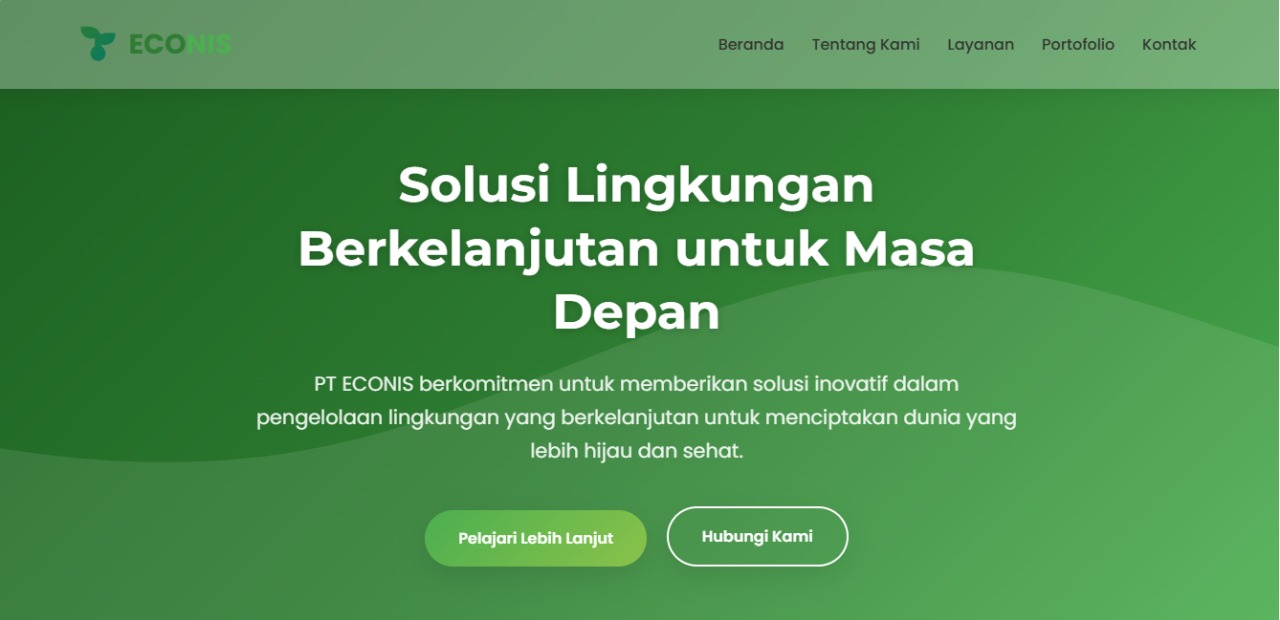 ECONIS
Beranda Tentang Kami Layanan Portofolio Kontak
Solusi Lingkungan
Berkelanjutan untuk Masa
Depan
PT ECONIS berkomitmen untuk memberikan solusi inovatif dalam
pengelolaan lingkungan yang berkelanjutan untuk menciptakan dunia yang
lebih hijau dan sehat.
Pelajari Lebih Lanjut
Hubungi Kami